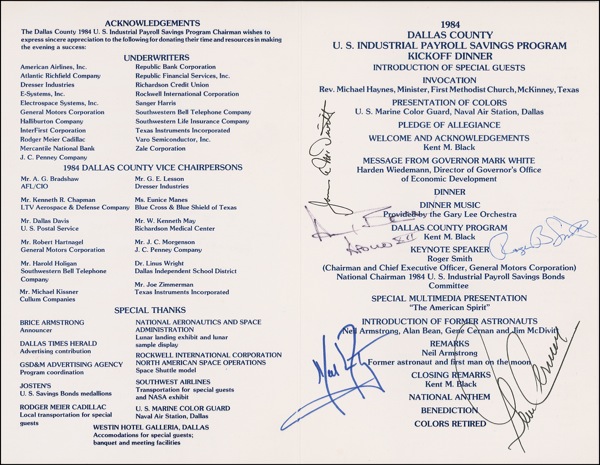 ACKNOWLEDGEMENTS
The Dallas County 1984 U. S. Industrial Payroll Savings Program Chairman wishes to
express sincere appreciation to the following for donating their time and resources in making
the evening a success:
UNDERWRITERS
American Airlines, Inc.
Atlantic Richfield Company
Dresser Industries
E-Systems, Inc.
Electrospace Systems, Inc.
General Motors Corporation
Halliburton Company
InterFirst Corporation
Rodger Meier Cadillac
Mercantile National Bank
J. C. Penney Company
Republic Bank Corporation
Republic Financial Services, Inc.
Richardson Credit Union
Rockwell International Corporation
Sanger Harris
Southwestern Bell Telephone Company
Southwestern Life Insurance Company
Texas Instruments Incorporated
Varo Semiconductor, Inc.
Zale Corporation
1984 DALLAS COUNTY VICE CHAIRPERSONS
Mr. A. G. Bradshaw
AFL/CIO
Mr. Kenneth R. Chapman
LTV Aerospace & Defense Company
Mr. Dallas Davis
U. S. Postal Service
Mr. Robert Hartnagel
General Motors Corporation
Mr. Harold Holigan
Southwestern Bell Telephone
Company
Mr. Michael Kissner
Cullum Companies
Mr. G. E. Lesson
Dresser Industries
Ms. Eunice Manes
Blue Cross & Blue Shield of Texas
Mr. W. Kenneth May
Richardson Medical Center
Mr. J. C. Morgenson
J. C. Penney Company
Dr. Linus Wright
Dallas Independent School District
Mr. Joe Zimmerman
Texas Instruments Incorporated
SPECIAL THANKS
BRICE ARMSTRONG
Announcer
DALLAS TIMES HERALD
Advertising contribution
GSD&M ADVERTISING AGENCY
Program coordination
JOSTEN'S
U. S. Savings Bonds medallions
RODGER MEIER CADILLAC
Local transportation for special
guests
NATIONAL AERONAUTICS AND SPACE
ADMINISTRATION
Lunar landing exhibit and lunar
sample display
ROCKWELL INTERNATIONAL CORPORATION
NORTH AMERICAN SPACE OPERATIONS
Space Shuttle model
SOUTHWEST AIRLINES
Transportation for special guests
and NASA exhibit
U. S. MARINE COLOR GUARD
Naval Air Station, Dallas
WESTIN HOTEL GALLERIA, DALLAS
Accomodations for special guests;
banquet and meeting facilities
1984
DALLAS COUNTY
U. S. INDUSTRIAL PAYROLL SAVINGS PROGRAM
KICKOFF DINNER
INTRODUCTION OF SPECIAL GUESTS
INVOCATION
Rev. Michael Haynes, Minister, First Methodist Church, McKinney, Texas
PRESENTATION OF COLORS
U. S. Marine Color Guard, Naval Air Station, Dallas
PLEDGE OF ALLEGIANCE
WELCOME AND ACKNOWLEDGEMENTS
Kent M. Black
MESSAGE FROM GOVERNOR MARK WHITE
Harden Wiedemann, Director of Governor's Office
of Economic Development
DINNER
DINNER MUSIC
Provided by the Gary Lee Orchestra
DALLAS COUNTY PROGRAM
Kent M. Black
KEYNOTE SPEAKER
Roger Smith
(Chairman and Chief Executive Officer, General Motors Corporation)
National Chairman 1984 U. S. Industrial Payroll Savings Bonds
Committee
SPECIAL MULTIMEDIA PRESENTATION
"The American Spirit"
INTRODUCTION OF FORMER ASTRONAUTS
Neil Armstrong, Alan Bean, Gene Cernan and Jim McDivitt
REMARKS
Neil Armstrong
Former astronaut and first man on the moon
CLOSING REMARKS
Kent M. Black
NATIONAL ANTHEM
BENEDICTION
COLORS RETIRED
Roger B. Smith
Gene Cernan